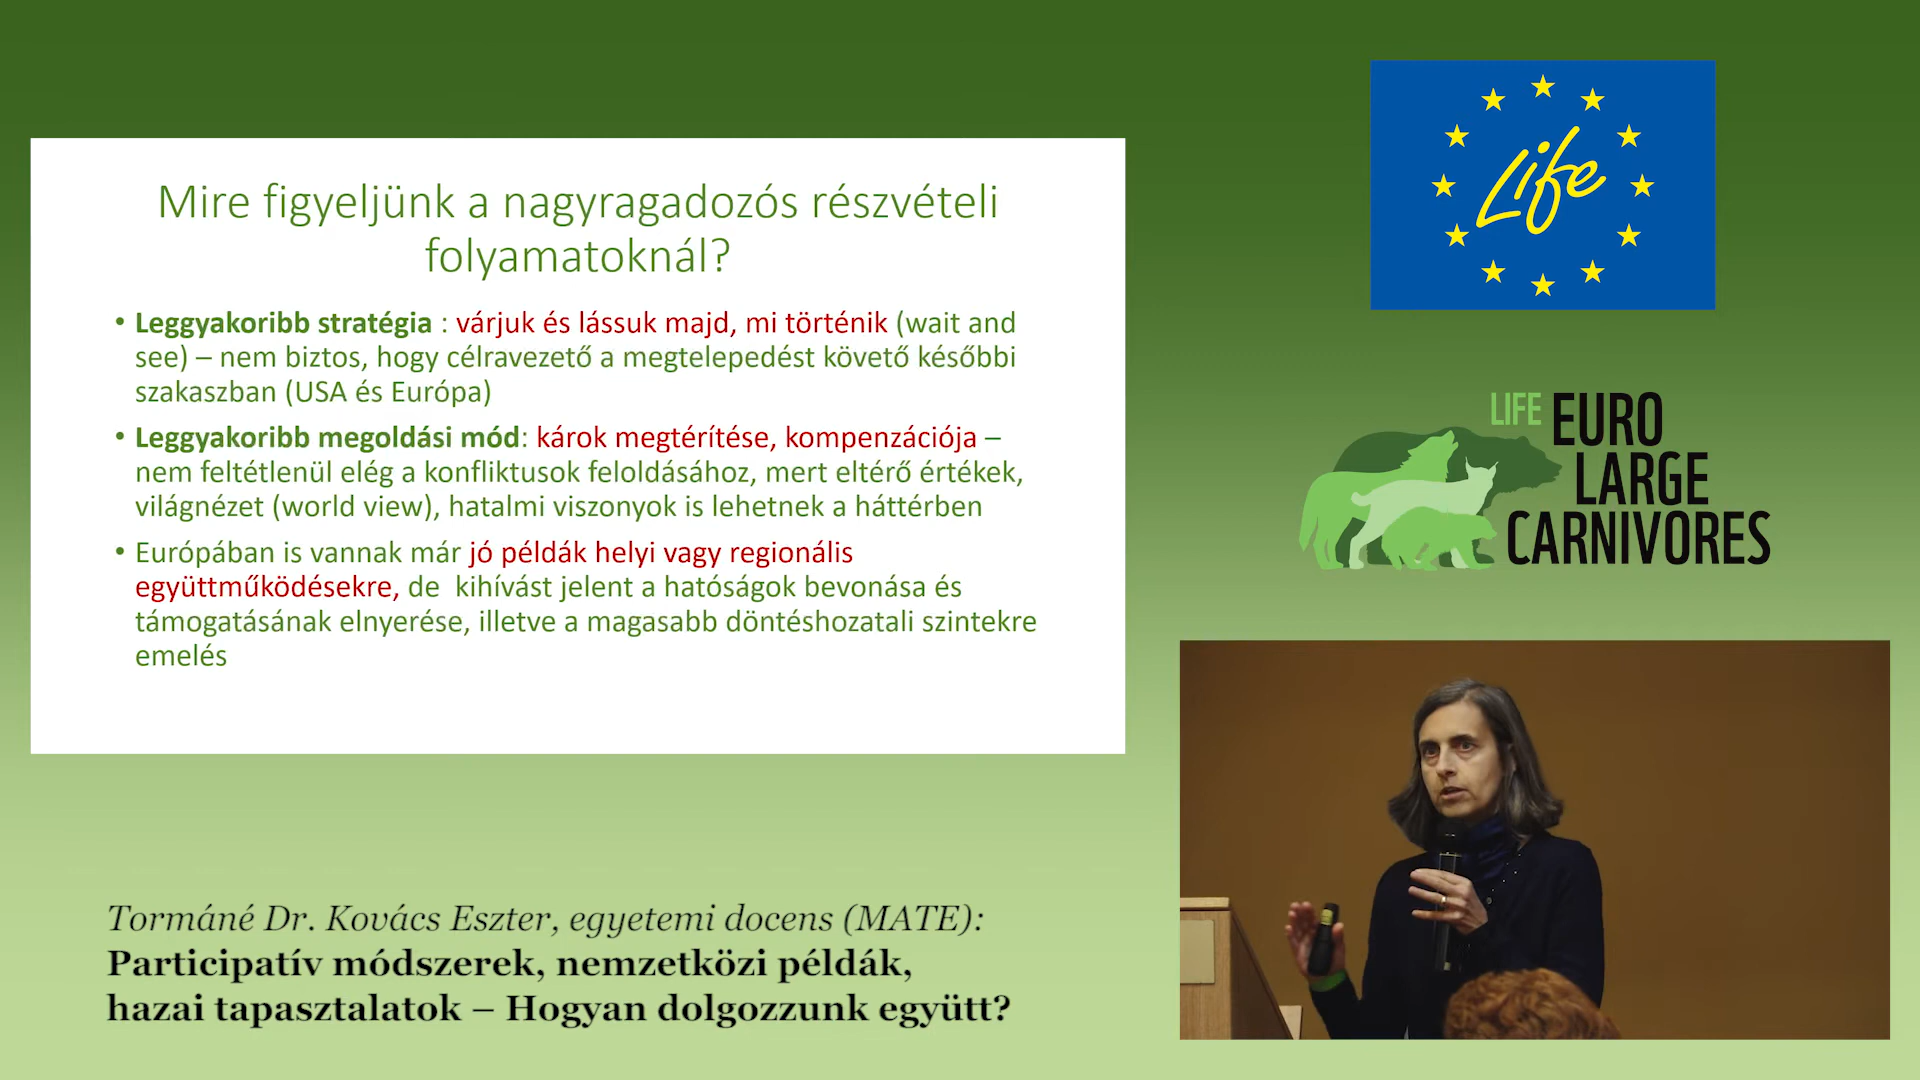 Mire figyeljünk a nagyragadozós részvételi
folyamatoknál?
• Leggyakoribb stratégia : várjuk és lássuk majd, mi történik (wait and
see) – nem biztos, hogy célravezető a megtelepedést követő későbbi
szakaszban (USA és Európa)
• Leggyakoribb megoldási mód: károk megtérítése, kompenzációja –
nem feltétlenül elég a konfliktusok feloldásához, mert eltérő értékek,
világnézet (world view), hatalmi viszonyok is lehetnek a háttérben
• Európában is vannak már jó példák helyi vagy regionális
együttműködésekre, de  kihívást jelent a hatóságok bevonása és
támogatásának elnyerése, illetve a magasabb döntéshozatali szintekre
emelés
Life
LIFE EURO
LARGE
CARNIVORES
Tormáné Dr. Kovács Eszter, egyetemi docens (MATE):
Participatív módszerek, nemzetközi példák,
hazai tapasztalatok – Hogyan dolgozzunk együtt?